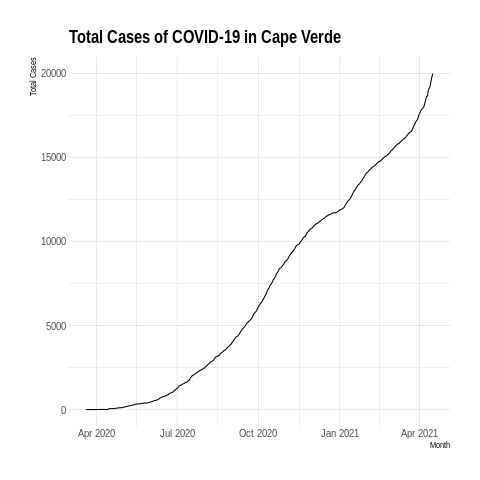 Total Cases of COVID-19 in Cape Verde
Total Cases
20000
15000
10000
5000
0
Apr 2020 Jul 2020 Oct 2020 Jan 2021 Apr 2021
Month